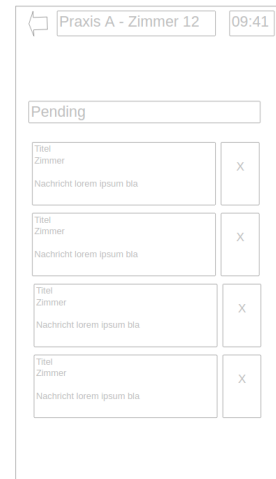 Praxis A - Zimmer 12 09:41
Pending
Titel
Zimmer
Nachricht lorem ipsum bla
X
Titel
Zimmer
Nachricht lorem ipsum bla
X
Titel
Zimmer
Nachricht lorem ipsum bla
X
Titel
Zimmer
Nachricht lorem ipsum bla
X